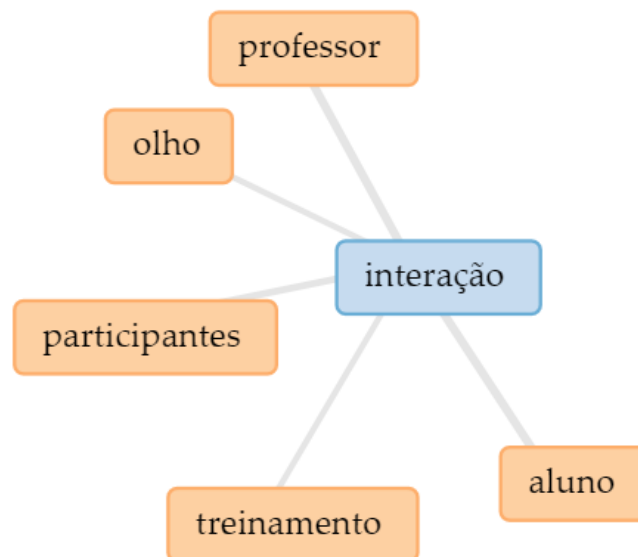 professor
olho
interação
participantes
aluno
treinamento